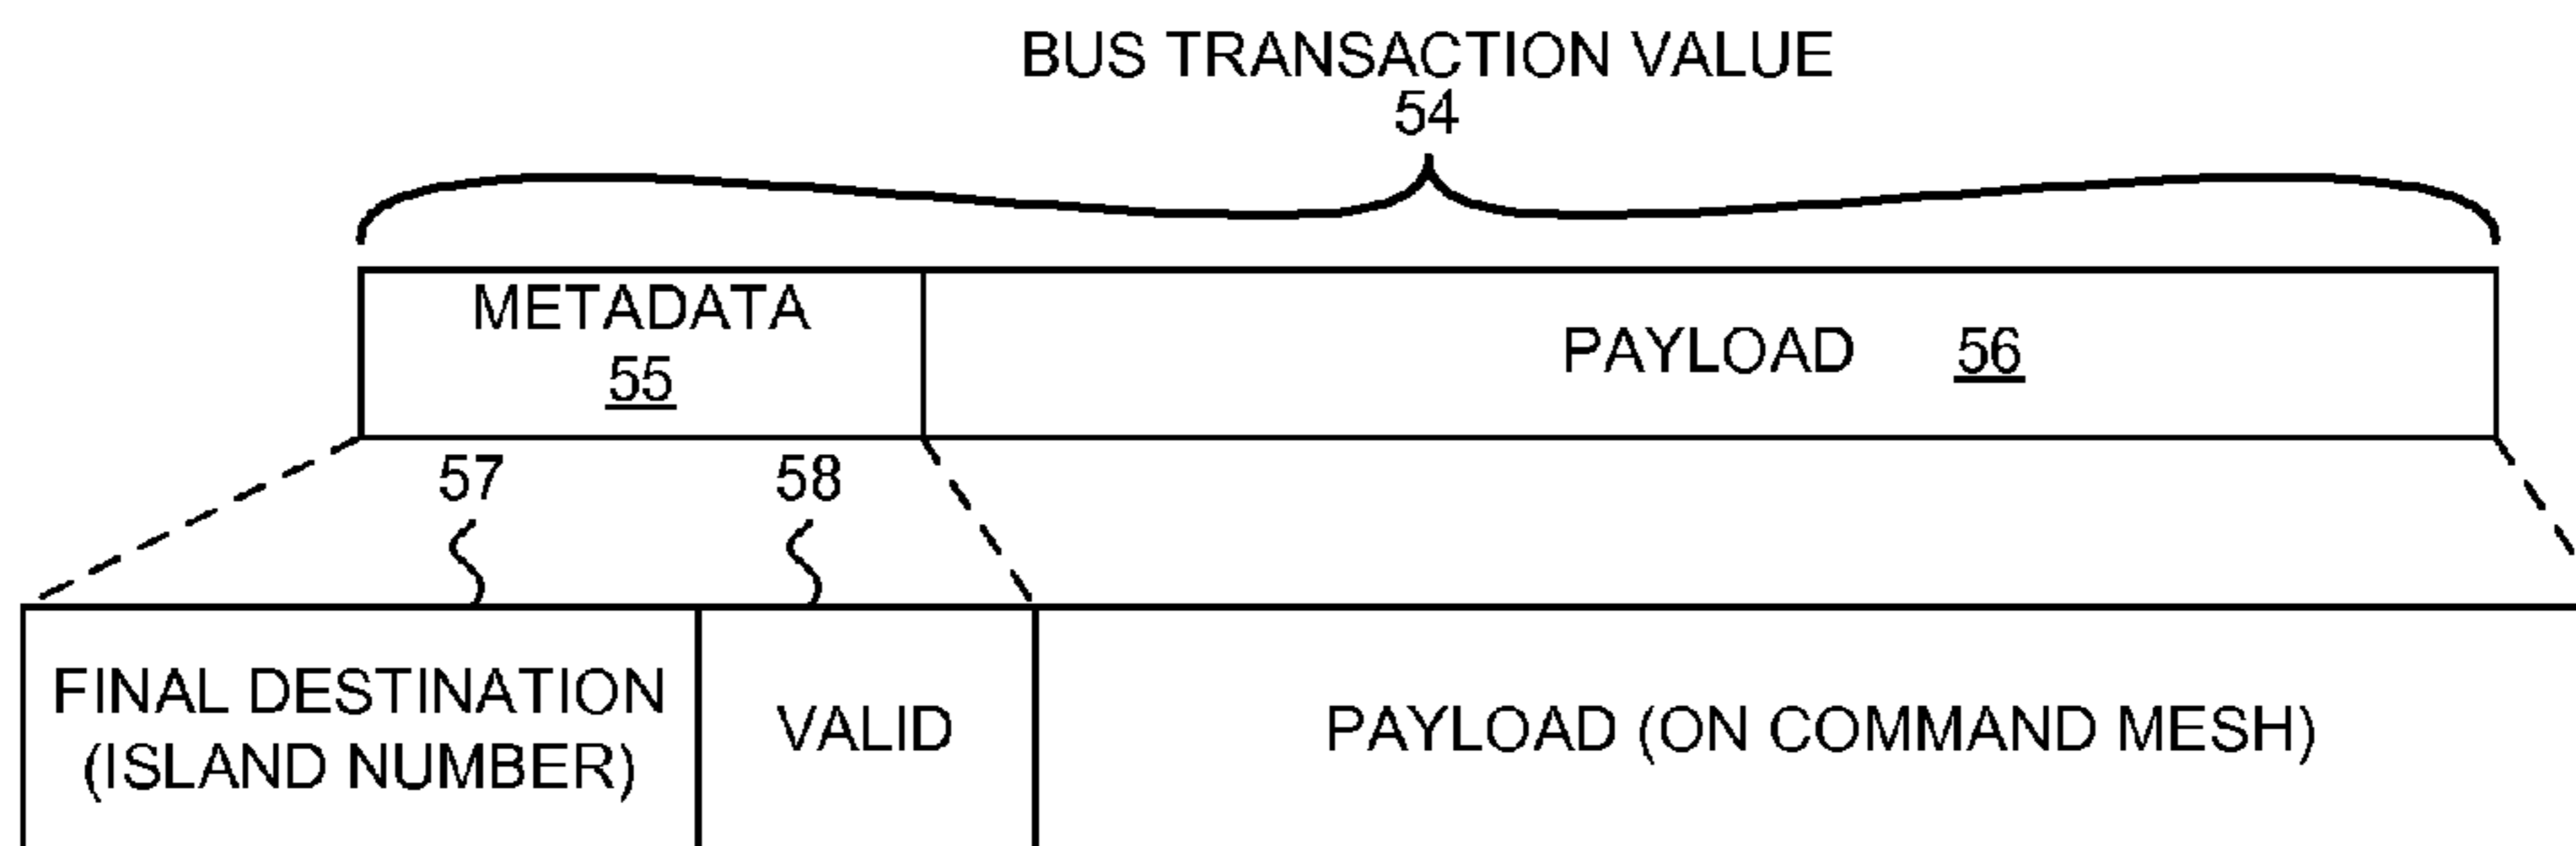 BUS TRANSACTION VALUE
54
METADATA
55
PAYLOAD 56
57
58
FINAL DESTINATION
(ISLAND NUMBER)
VALID
PAYLOAD (ON COMMAND MESH)